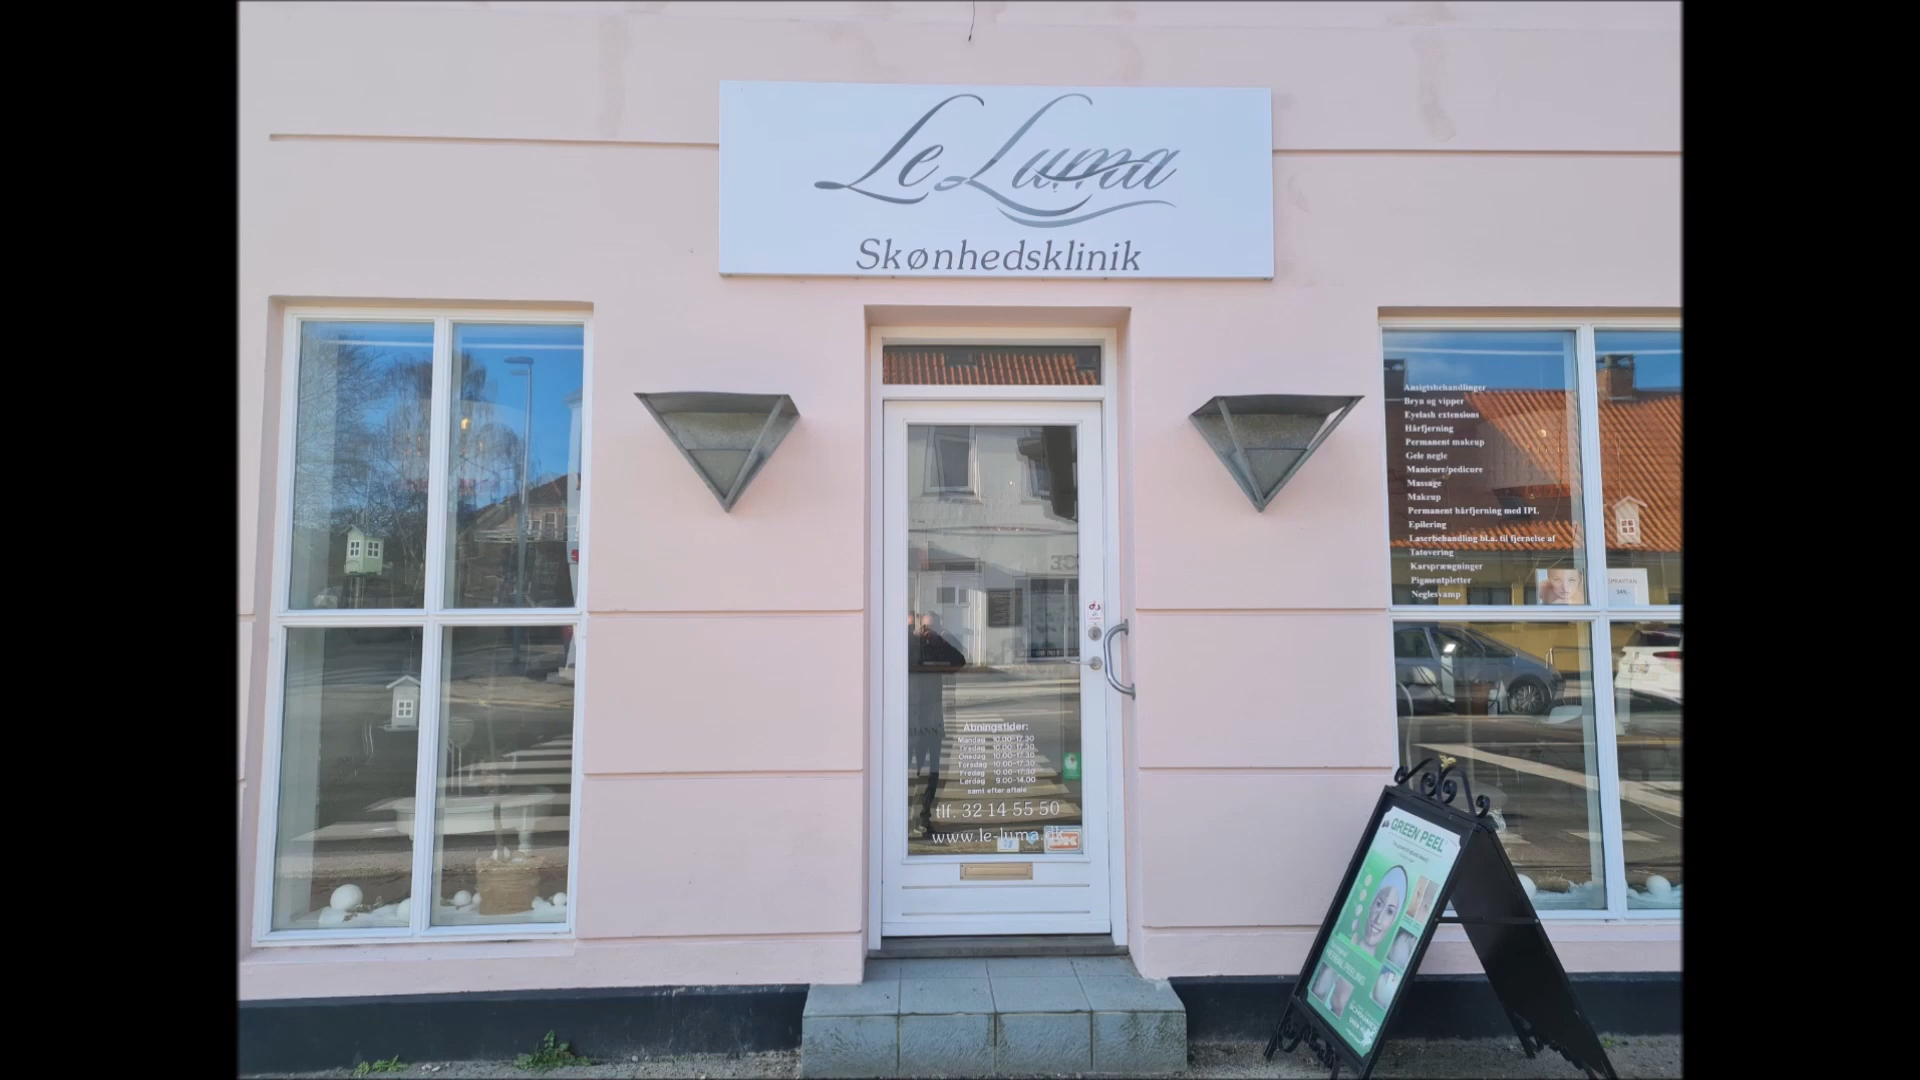 Le Luma
Skønhedsklinik
Ansigtsbehandlinger
Bryn og vipper
Eyelash extensions
Hårfjerning
Permanent makeup
Gele negle
Manicure/pedicure
Massage
Makeup
Permanent hårfjerning med IPL
Epilering
Laserbehandling bl.a. til fjernelse af
Tatovering
Karsprængninger
Pigmentpletter
Neglesvamp
SPRAYTAN
349,-
Åbningstider:
Mandag 10.00-17.30
Tirsdag 10.00-17.30
Onsdag 10.00-17.30
Torsdag 10.00-17.30
Fredag 10.00-17.30
Lørdag 9.00-14.00
samt efter aftale
tlf. 32 14 55 50
www.le-luma.dk
GREEN PEEL
HERBAL PEELING